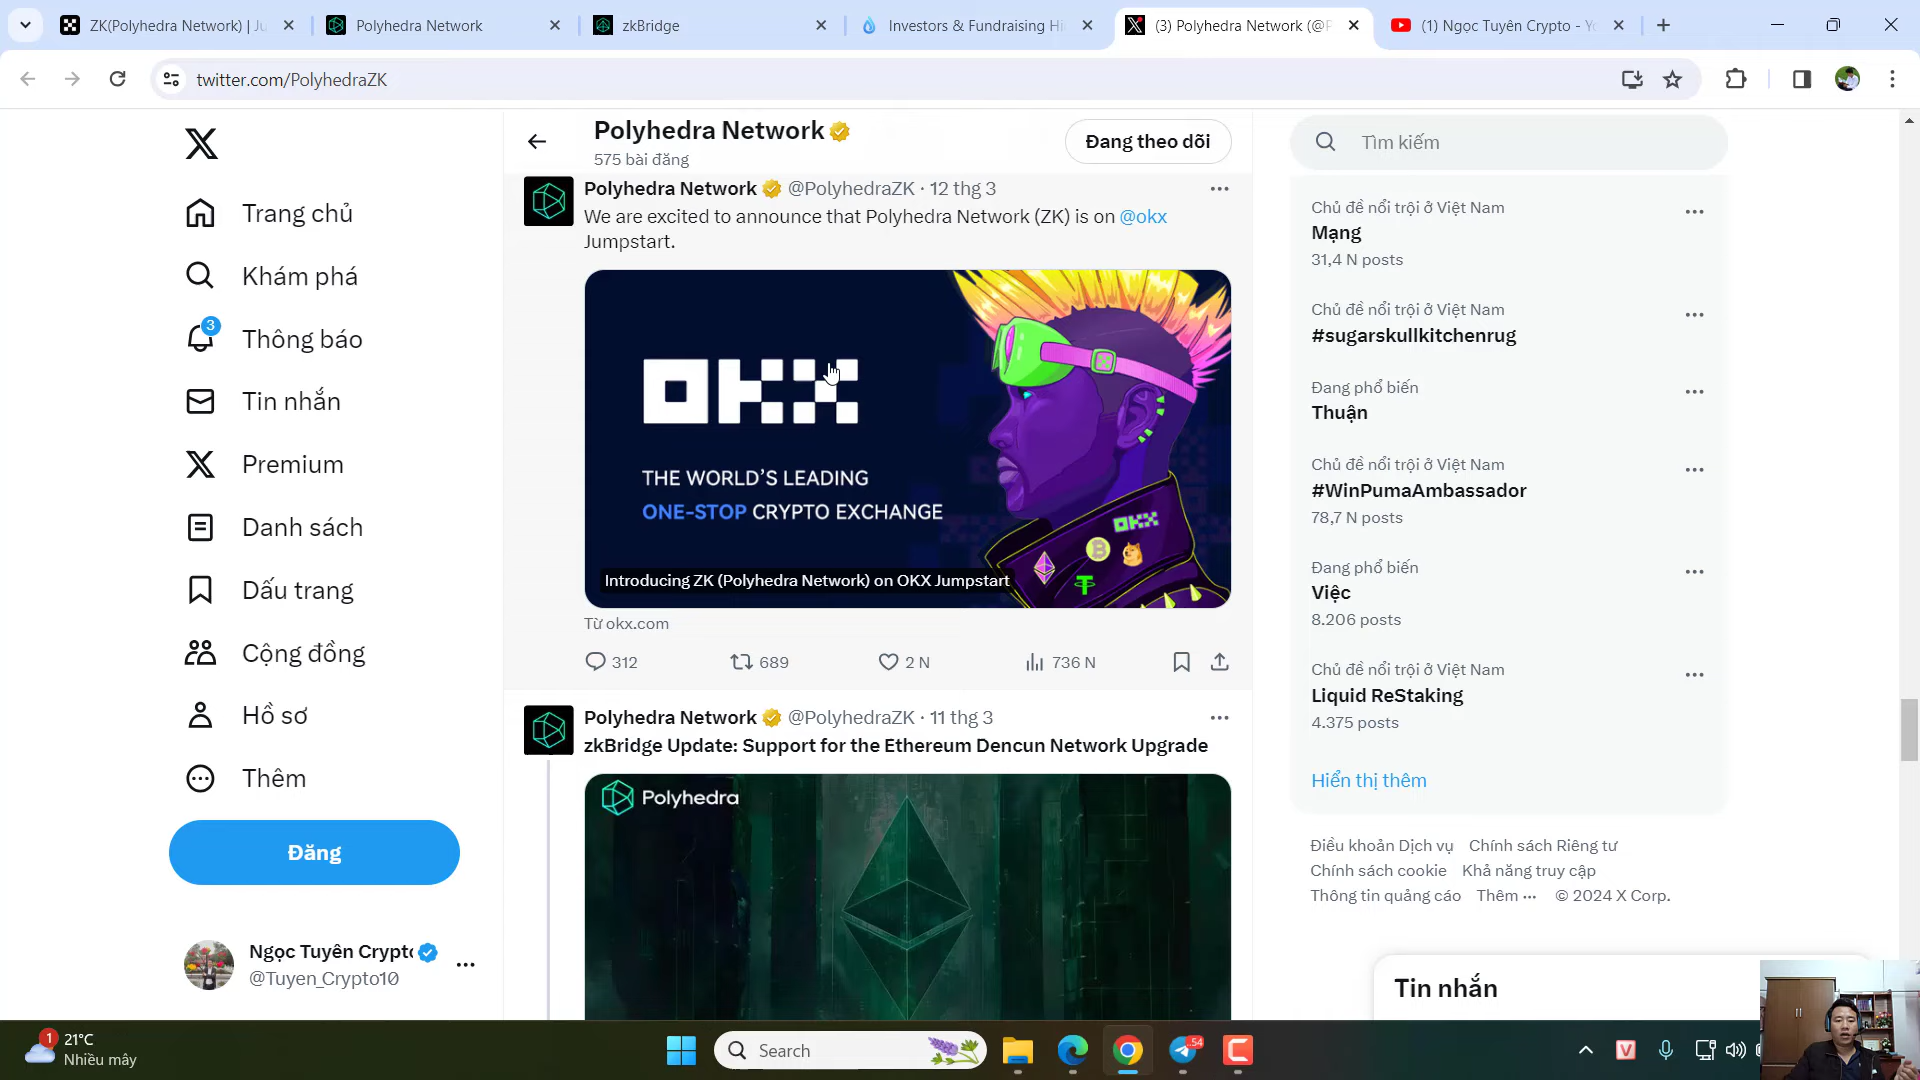 ZK(Polyhedra Network) | Ju
Polyhedra Network
zkBridge
Investors & Fundraising Hi
(3) Polyhedra Network (@P
(1) Ngọc Tuyên Crypto - Yo
twitter.com/PolyhedraZK
Trang chủ
Khám phá
3
Thông báo
Tin nhắn
Premium
Danh sách
Dấu trang
Cộng đồng
Hồ sơ
Thêm
Đăng
Ngọc Tuyên Crypto
@Tuyen_Crypto10
Polyhedra Network
575 bài đăng
Đang theo dõi
Polyhedra Network @PolyhedraZK · 12 thg 3
We are excited to announce that Polyhedra Network (ZK) is on @okx
Jumpstart.
OKX
THE WORLD'S LEADING
ONE-STOP CRYPTO EXCHANGE
OKX
Introducing ZK (Polyhedra Network) on OKX Jumpstart
Từ okx.com
312
689
2 N
736 N
Polyhedra Network @PolyhedraZK · 11 thg 3
zkBridge Update: Support for the Ethereum Dencun Network Upgrade
Polyhedra
Tìm kiếm
Chủ đề nổi trội ở Việt Nam
Mạng
31,4 N posts
Chủ đề nổi trội ở Việt Nam
#sugarskullkitchenrug
Đang phổ biến
Thuận
Chủ đề nổi trội ở Việt Nam
#WinPumaAmbassador
78,7 N posts
Đang phổ biến
Việc
8.206 posts
Chủ đề nổi trội ở Việt Nam
Liquid ReStaking
4.375 posts
Hiển thị thêm
Điều khoản Dịch vụ Chính sách Riêng tư
Chính sách cookie Khả năng truy cập
Thông tin quảng cáo Thêm ··· © 2024 X Corp.
Tin nhắn
1
21°C
Nhiều mây
Search
54
V